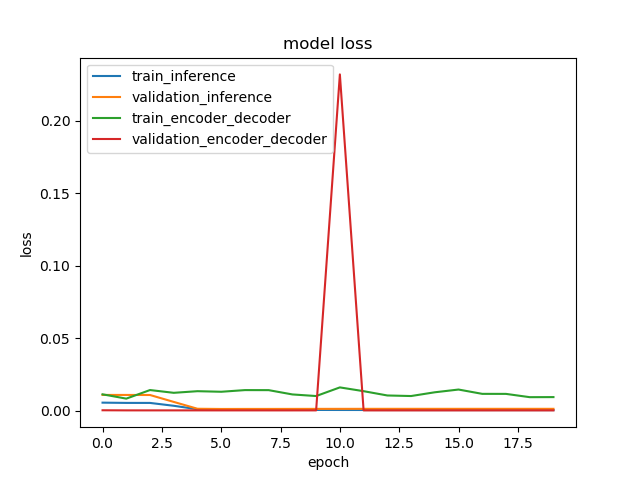 model loss
train_inference
validation_inference
train_encoder_decoder
validation_encoder_decoder
loss
0.20
0.15
0.10
0.05
0.00
0.0 2.5 5.0 7.5 10.0 12.5 15.0 17.5
epoch